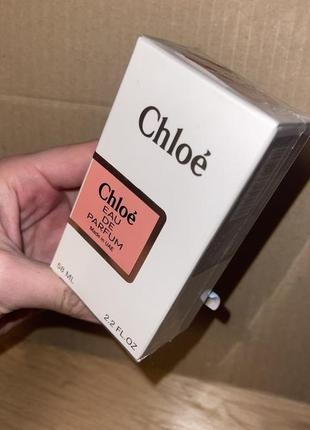 Chloé
Chloé
EAU
DE
PARFUM
Made in UAE
58 ML
2.2 FL.OZ